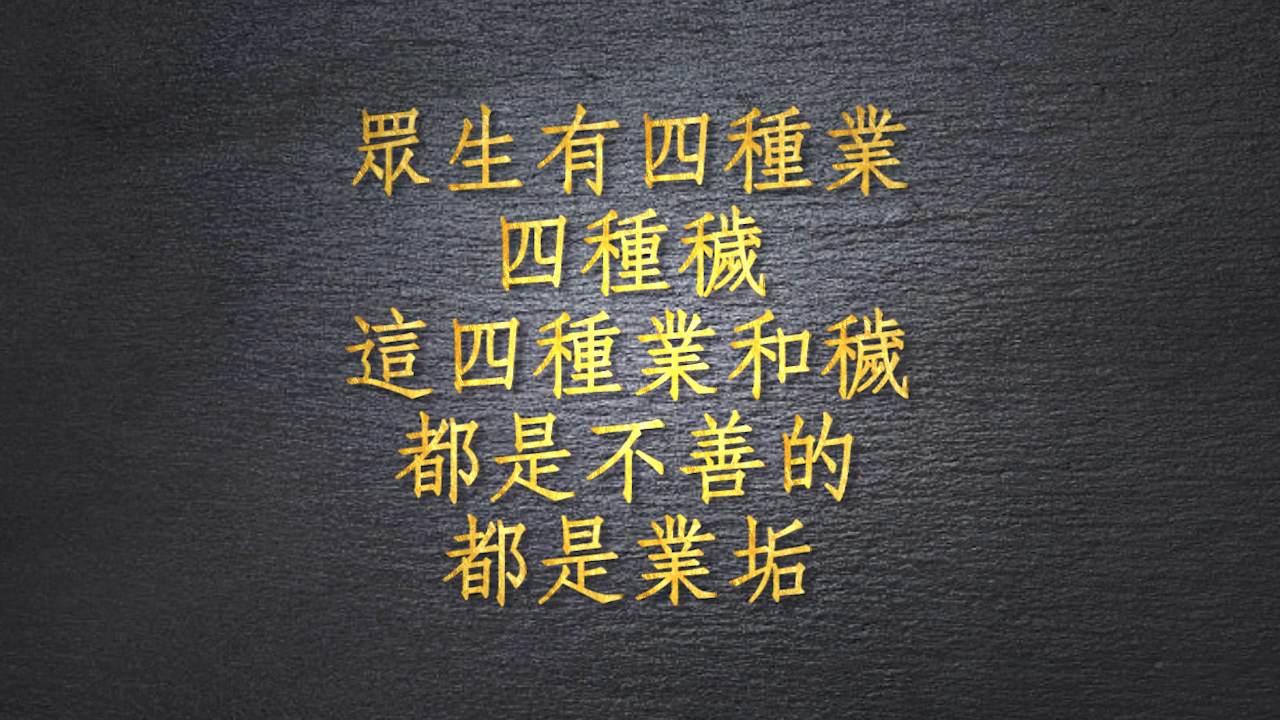 眾生有四種業
四種穢
這四種業和穢
都是不善的
都是業垢